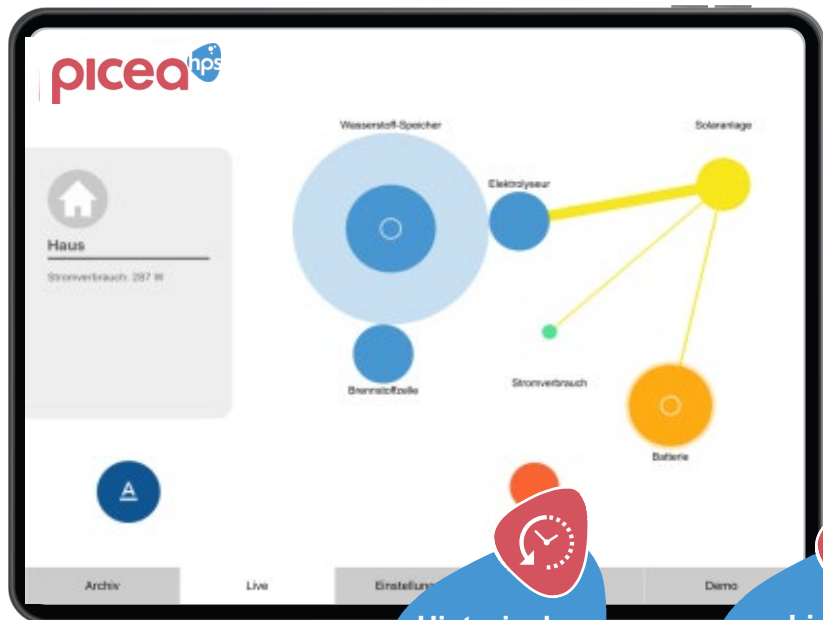 picea
hps
Wasserstoff-Speicher
Solaranlage
Elektrolyseur
Haus
Stromverbrauch: 287 W
Brennstoffzelle
Stromverbrauch
Batterie
A
Archiv
Live
Demo